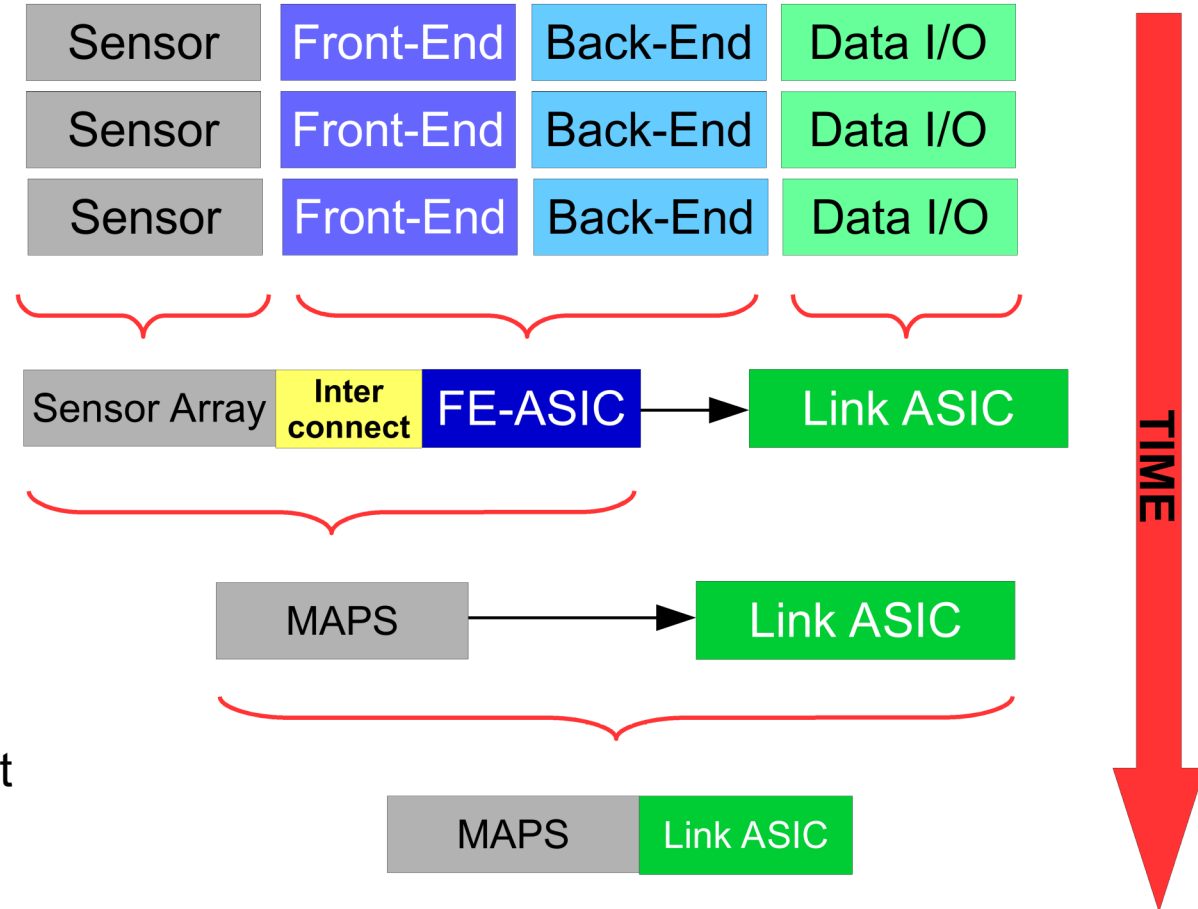 Sensor Front-End Back-End Data I/O
Sensor Front-End Back-End Data I/O
Sensor Front-End Back-End Data I/O
Sensor Array Inter connect FE-ASIC Link ASIC
TIME
MAPS Link ASIC
t
MAPS Link ASIC